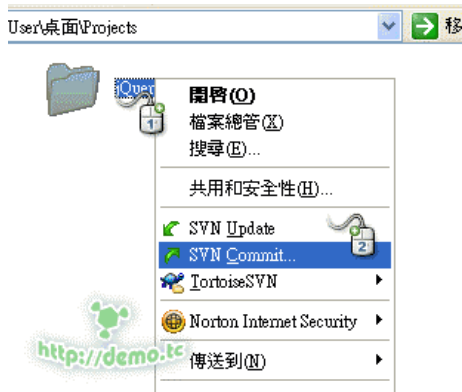 User\桌面\Projects
移
jQuer
1
開啓(O)
檔案總管(X)
搜尋(E)...
共用和安全性(H)...
SVN Update
2
SVN Commit...
TortoiseSVN
Norton Internet Security
http://demo.tc
傳送到(N)